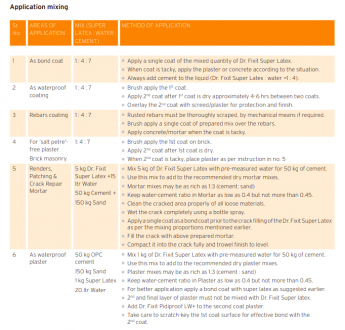 Application mixing
Sr. No.
AREAS OF APPLICATION
MIX (SUPER LATEX : WATER : CEMENT)
METHOD OF APPLICATION
1
As bond coat
1 : 4 : 7
Apply a single coat of the mixed quantity of Dr. Fixit Super Latex.
When coat is tacky, apply the plaster or concrete according to the situation.
Always add cement to the liquid (Dr. Fixit Super Latex : water =1 : 4).
2
As waterproof coating
1 : 4 : 7
Brush apply the 1st coat.
Apply 2nd coat after 1st coat is dry approximately 4-6 hrs between two coats.
Overlay the 2nd coat with screed/plaster for protection and finish.
3
Rebars coating
1 : 4 : 7
Rusted rebars must be thoroughly scraped, by mechanical means if required.
Brush apply a single coat of prepared mix over the rebars.
Apply concrete/mortar when the coat is tacky.
4
For 'salt petre'- free plaster
Brick masonry
1:4 : 7
Brush apply the 1st coat on brick.
Apply 2nd coat after 1st coat is dry.
When 2nd coat is tacky, place plaster as per instruction in no. 5
5
Renders,
Patching &
Crack Repair
Mortar
5 kg Dr. Fixit
Super Latex +15
ltr Water
50 kg Cement +
150 kg Sand
Mix 5 kg of Dr. Fixit Super Latex with pre-measured water for 50 kg of cement.
Use this mix to add to the recommended dry mortar mixes.
Mortar mixes may be as rich as 1:3 (cement : sand)
Keep water-cement ratio in Mortar as low as 0.4 but not more than 0.45.
Clean the cracked area properly of all loose materials.
Wet the crack completely using a bottle spray.
Apply a single coat as a bond coat prior to the crack filling of the Dr. Fixit Super Latex
as per the mixing proportions mentioned earlier.
Fill the crack with above prepared mortar.
Compact it into the crack fully and trowel finish to level.
6
As waterproof
plaster
50 kg OPC
cement
150 kg Sand
1 kg Super Latex
20 ltr Water
Mix 1 kg of Dr. Fixit Super Latex with pre-measured water for 50 kg of cement.
Use this mix to add to the recommended dry plaster mixes.
Plaster mixes may be as rich as 1:3 (cement : sand)
Keep water-cement ratio in Plaster as low as 0.4 but not more than 0.45.
For better application apply a bond coat with super latex as suggested earlier.
2nd and final layer of plaster must not be mixed with Dr. Fixit Super latex.
Add Dr. Fixit Pidiproof LW+ to the second coat plaster.
Take care to scratch-key the 1st coat surface for effective bond with the
2nd coat.